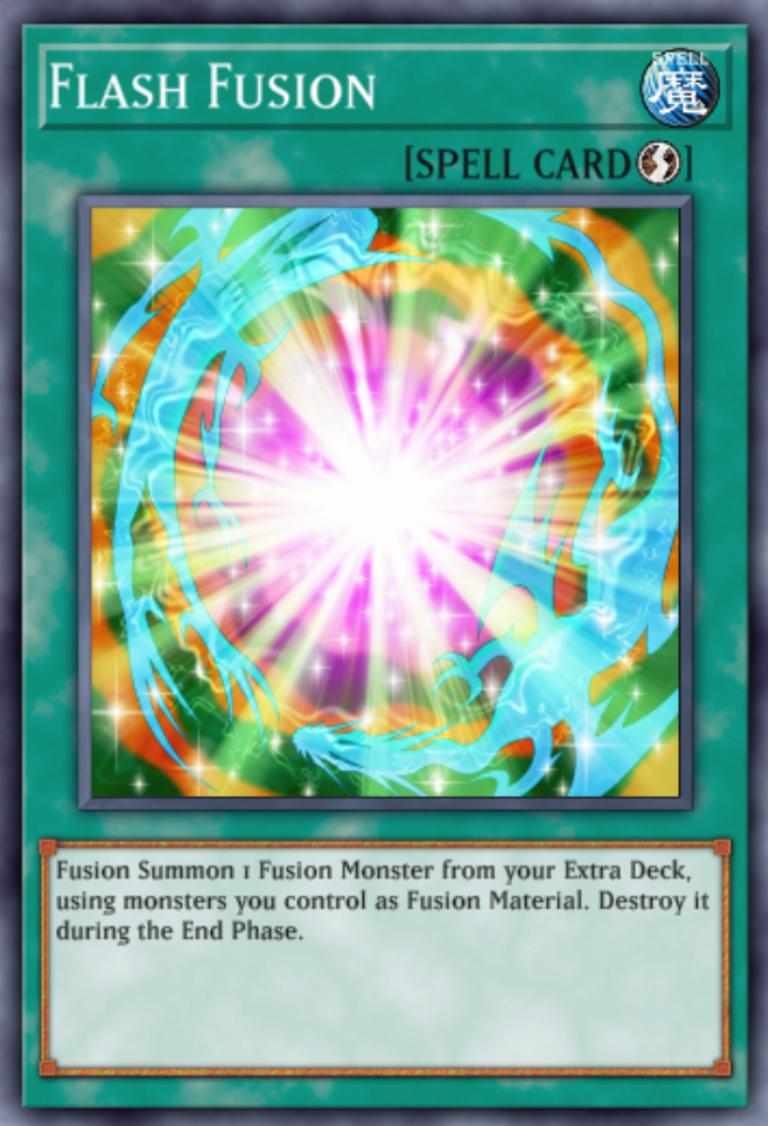 FLASH FUSION
SPELL
魔
[SPELL CARD]
Fusion Summon 1 Fusion Monster from your Extra Deck,
using monsters you control as Fusion Material. Destroy it
during the End Phase.